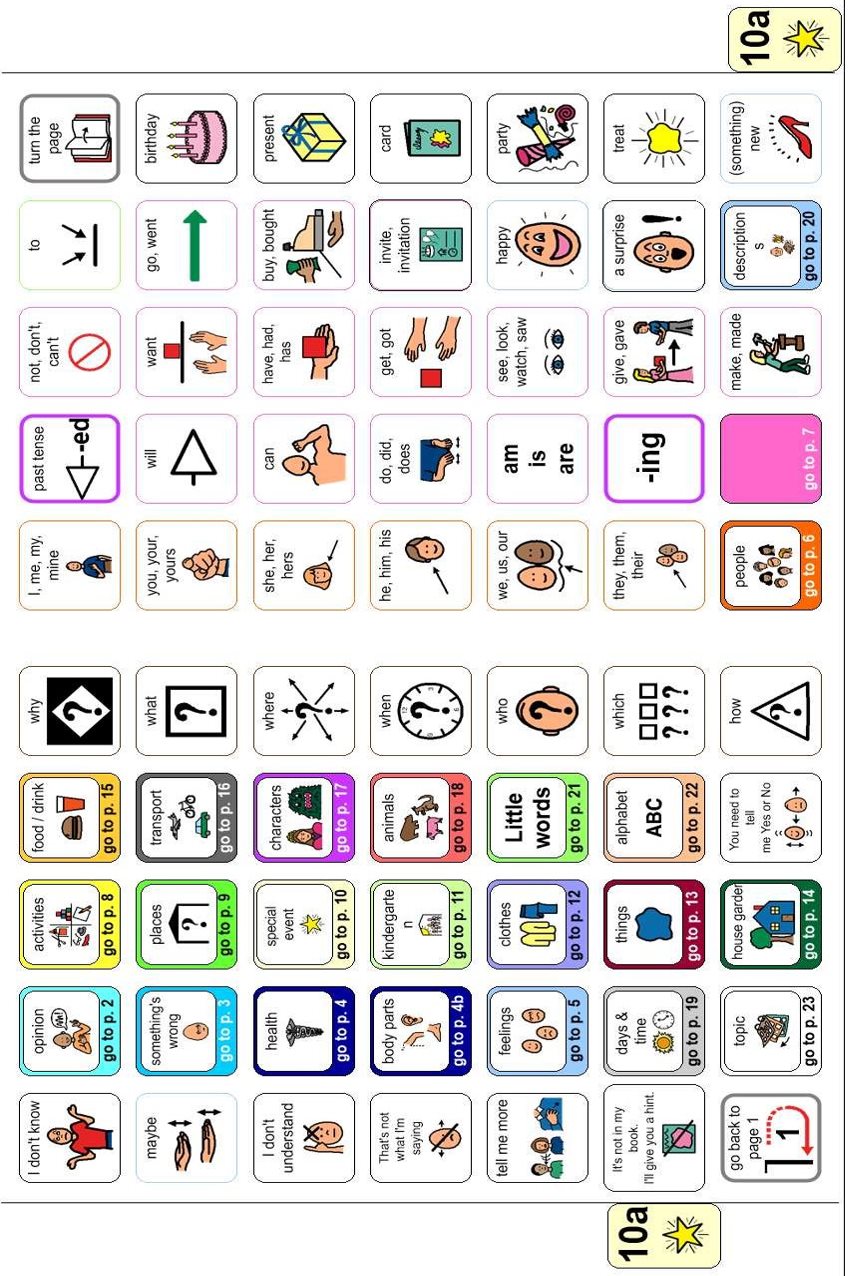 I don't know
opinion
go to p. 2
activities
go to p. 8
food / drink
go to p. 15
why
I, me, my,
mine
past tense
-ed
not, don't,
can't
to
turn the
page
maybe
something's
wrong
go to p. 3
places
go to p. 9
transport
go to p. 16
what
you, your,
yours
will
want
go, went
birthday
I don't
understand
health
go to p. 4
special
event
go to p. 10
characters
go to p. 17
where
she, her,
hers
can
have, had,
has
buy, bought
present
That's not
what I'm
saying
body parts
go to p. 4b
kindergarte
n
go to p. 11
animals
go to p. 18
when
he, him, his
do, did,
does
get, got
invite,
invitation
card
tell me more
feelings
go to p. 5
clothes
go to p. 12
Little
words
go to p. 21
who
we, us, our
am
is
are
see, look,
watch, saw
happy
party
10a
It's not in my
book.
I'll give you a hint.
days &
time
go to p. 19
things
go to p. 13
alphabet
ABC
go to p. 22
which
they, them,
their
-ing
give, gave
a surprise
treat
go back to
page 1
1
topic
go to p. 23
house garden
go to p. 14
You need to
tell
me Yes or No
how
people
go to p. 6
go to p. 7
make, made
description
s
go to p. 20
(something)
new
10a